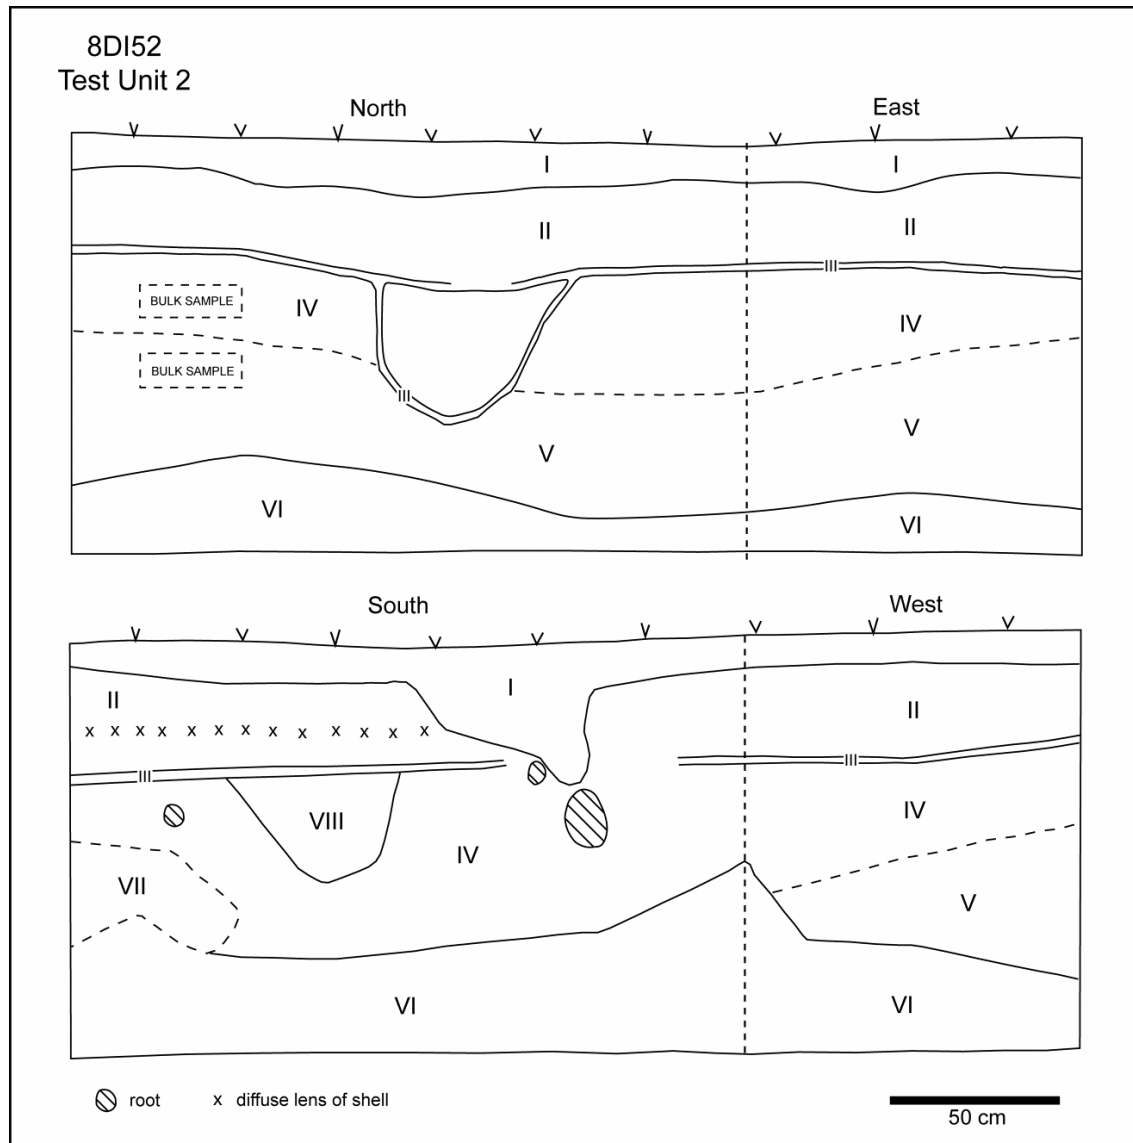 8DI52
Test Unit 2
North East
I I
II II
III
BULK SAMPLE IV IV
BULK SAMPLE
III
V V
VI VI
South West
I
II II
x x x x x x x x x x x x
III III
VIII IV
IV
VII V
VI VI
root x diffuse lens of shell
50 cm